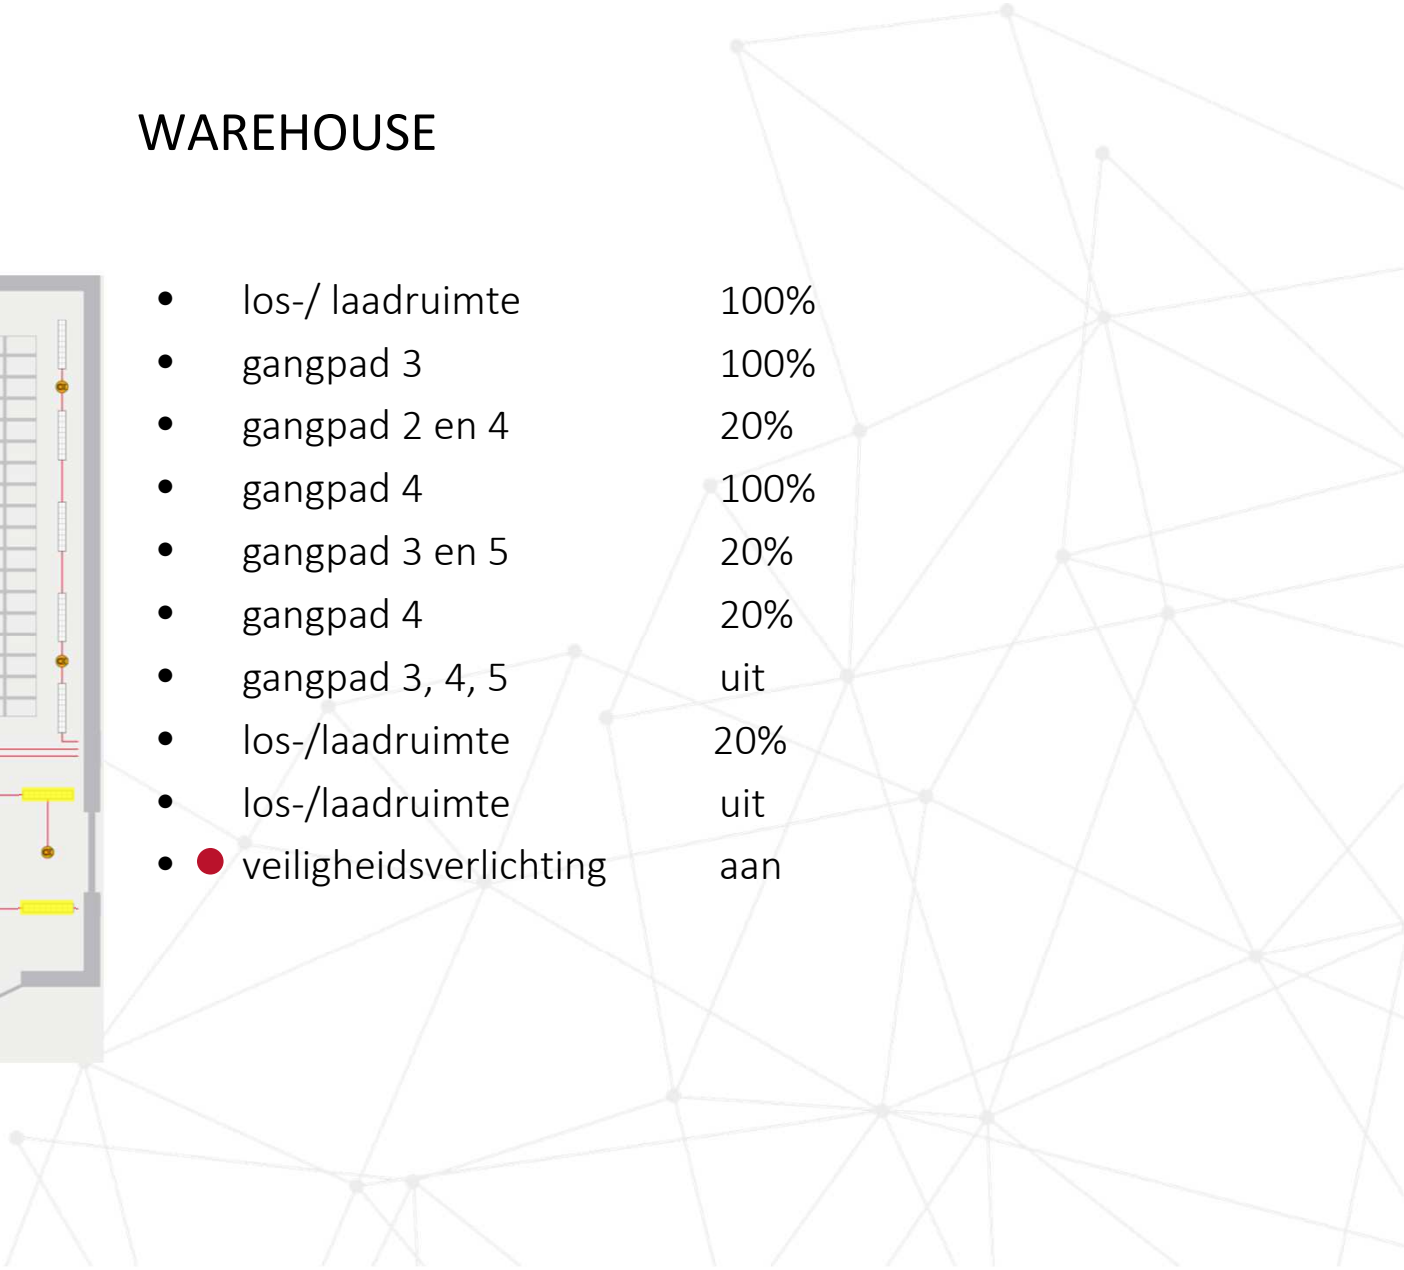 WAREHOUSE
• los-/ laadruimte 100%
• gangpad 3 100%
• gangpad 2 en 4 20%
• gangpad 4 100%
• gangpad 3 en 5 20%
• gangpad 4 20%
• gangpad 3, 4, 5 uit
• los-/laadruimte 20%
• los-/laadruimte uit
• veiligheidsverlichting aan